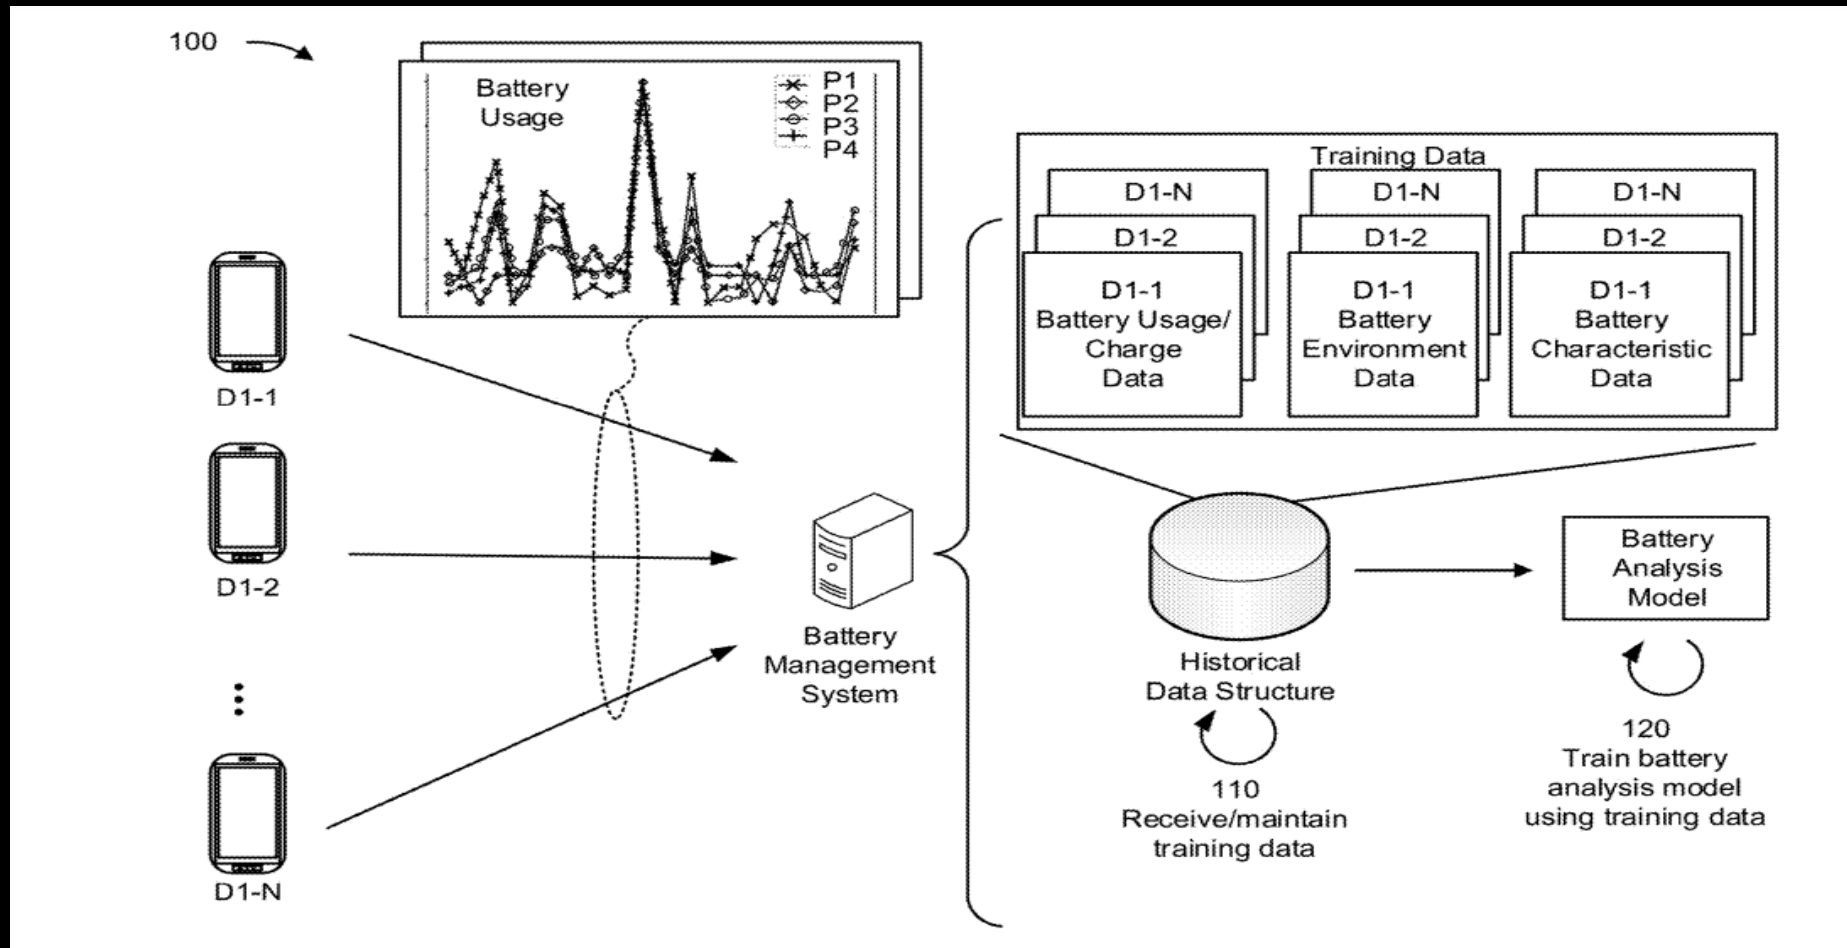 100
Battery
Usage
P1
P2
P3
P4
D1-1
D1-2
D1-N
Battery
Management
System
Training Data
D1-N
D1-2
D1-1
Battery Usage/
Charge
Data
D1-N
D1-2
D1-1
Battery
Environment
Data
D1-N
D1-2
D1-1
Battery
Characteristic
Data
Historical
Data Structure
110
Receive/maintain
training data
Battery
Analysis
Model
120
Train battery
analysis model
using training data